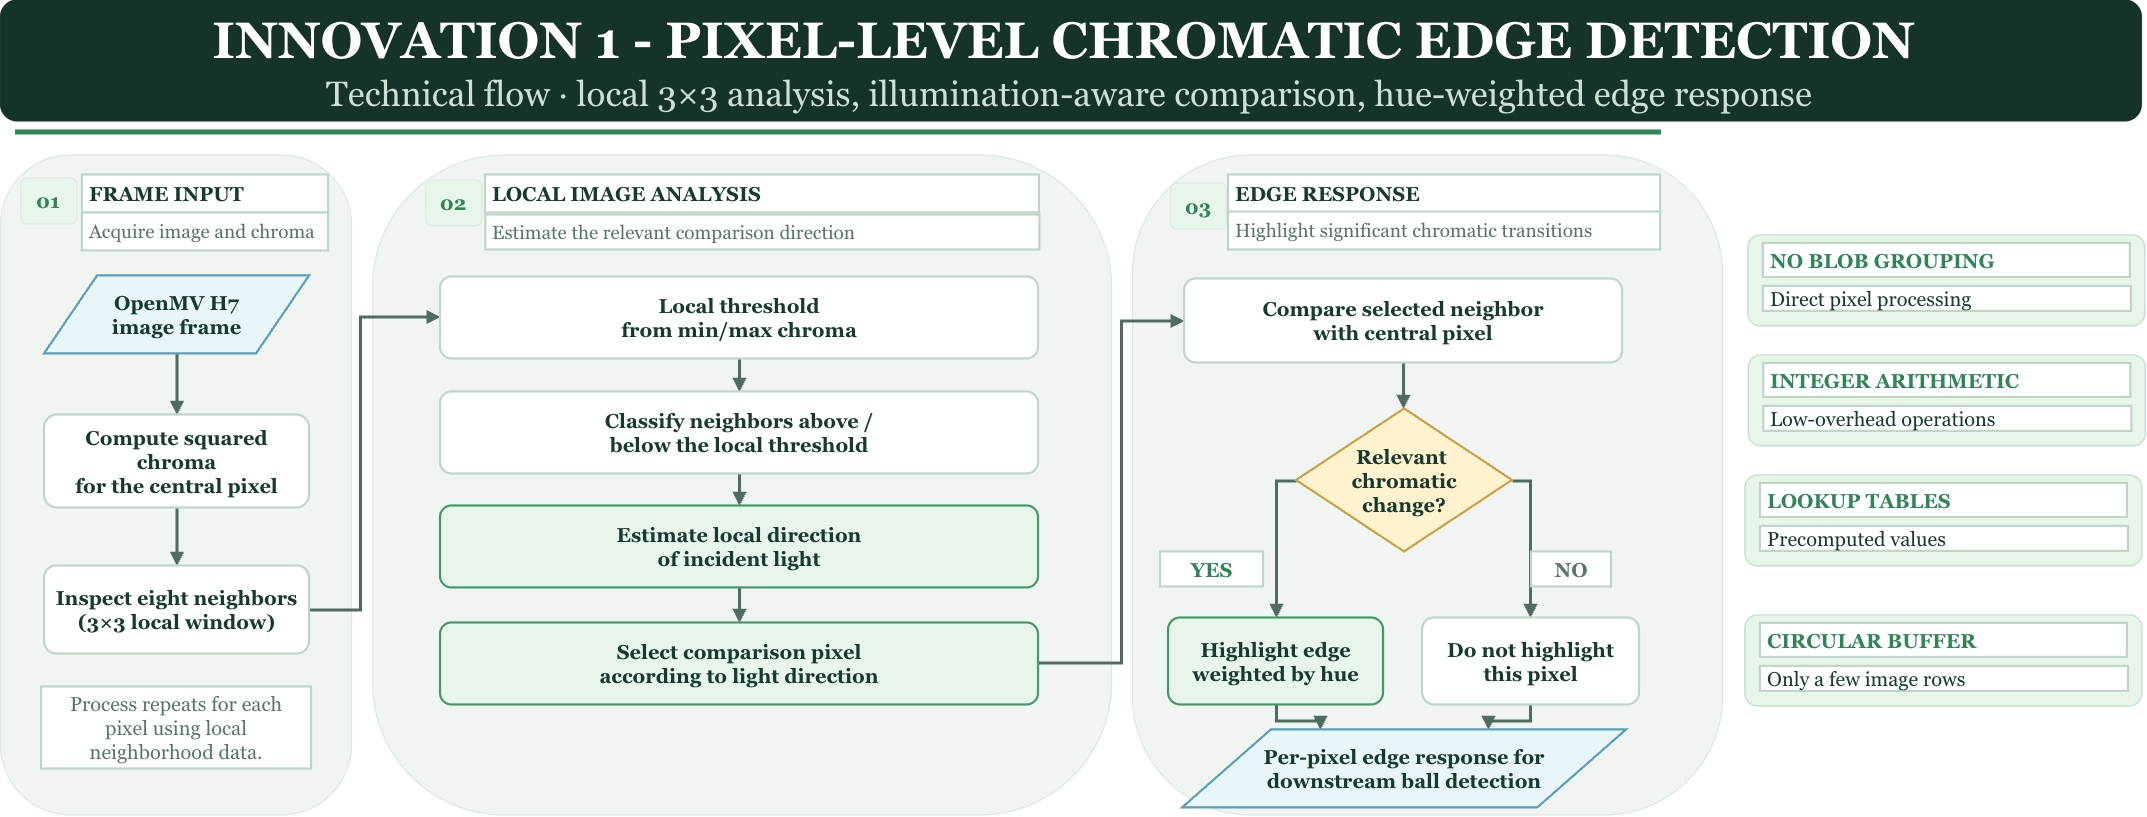 INNOVATION 1 - PIXEL-LEVEL CHROMATIC EDGE DETECTION
Technical flow · local 3×3 analysis, illumination-aware comparison, hue-weighted edge response
01
FRAME INPUT
Acquire image and chroma
OpenMV H7
image frame
Compute squared
chroma
for the central pixel
Inspect eight neighbors
(3×3 local window)
Process repeats for each
pixel using local
neighborhood data.
02
LOCAL IMAGE ANALYSIS
Estimate the relevant comparison direction
Local threshold
from min/max chroma
Classify neighbors above /
below the local threshold
Estimate local direction
of incident light
Select comparison pixel
according to light direction
03
EDGE RESPONSE
Highlight significant chromatic transitions
Compare selected neighbor
with central pixel
Relevant
chromatic
change?
YES
NO
Highlight edge
weighted by hue
Do not highlight
this pixel
Per-pixel edge response for
downstream ball detection
NO BLOB GROUPING
Direct pixel processing
INTEGER ARITHMETIC
Low-overhead operations
LOOKUP TABLES
Precomputed values
CIRCULAR BUFFER
Only a few image rows